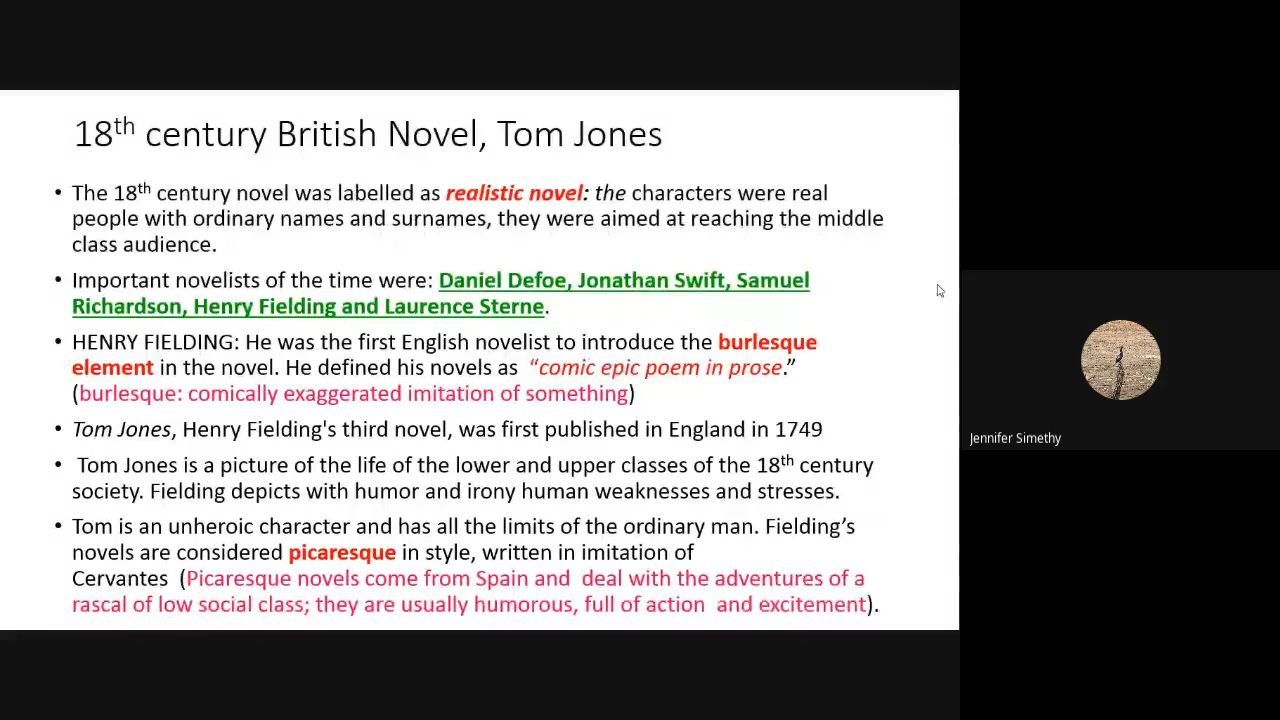 18th century British Novel, Tom Jones
• The 18th century novel was labelled as realistic novel: the characters were real
people with ordinary names and surnames, they were aimed at reaching the middle
class audience.
• Important novelists of the time were: Daniel Defoe, Jonathan Swift, Samuel
Richardson, Henry Fielding and Laurence Sterne.
• HENRY FIELDING: He was the first English novelist to introduce the burlesque
element in the novel. He defined his novels as “comic epic poem in prose.”
(burlesque: comically exaggerated imitation of something)
• Tom Jones, Henry Fielding's third novel, was first published in England in 1749
• Tom Jones is a picture of the life of the lower and upper classes of the 18th century
society. Fielding depicts with humor and irony human weaknesses and stresses.
• Tom is an unheroic character and has all the limits of the ordinary man. Fielding’s
novels are considered picaresque in style, written in imitation of
Cervantes (Picaresque novels come from Spain and deal with the adventures of a
rascal of low social class; they are usually humorous, full of action and excitement).
Jennifer Simethy